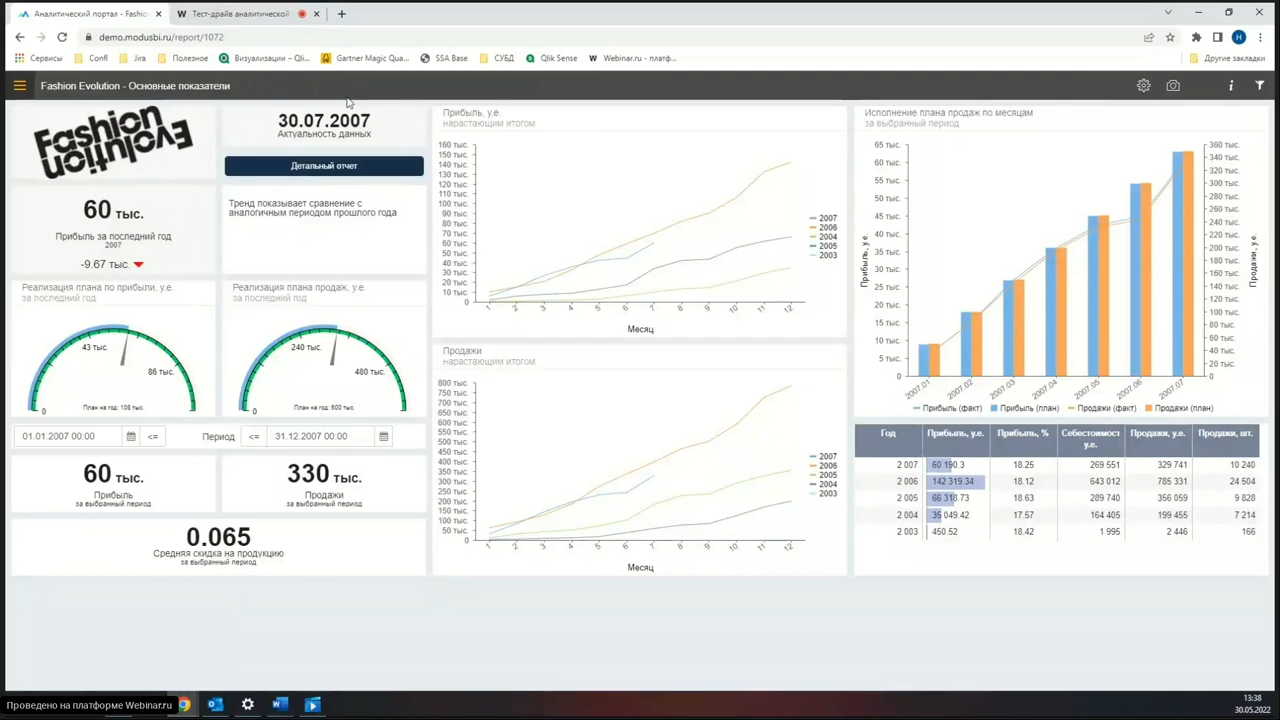 Аналитический портал - Fashio
Тест-драйв аналитической
demo.modusbi.ru/report/1072
Сервисы
Confl
Jira
Полезное
Визуализации – Qli...
Gartner Magic Qua...
SSA Base
СУБД
Qlik Sense
Webinar.ru - платф...
Другие закладки
Fashion Evolution - Основные показатели
Fashion
Evolution
30.07.2007
Актуальность данных
Детальный отчет
60 тыс.
Прибыль за последний год
2007
-9.67 тыс.
Тренд показывает сравнение с
аналогичным периодом прошлого года
Реализация плана по прибыли, у.е.
за последний год
43 тыс.
86 тыс.
0
План на год: 108 тыс.
Реализация плана продаж, у.е.
за последний год
240 тыс.
480 тыс.
0
План на год: 600 тыс.
01.01.2007 00:00
<=
Период
<=
31.12.2007 00:00
60 тыс.
Прибыль
за выбранный период
330 тыс.
Продажи
за выбранный период
0.065
Средняя скидка на продукцию
за выбранный период
Прибыль, у.е.
нарастающим итогом
160 тыс.
150 тыс.
140 тыс.
130 тыс.
120 тыс.
110 тыс.
100 тыс.
90 тыс.
80 тыс.
70 тыс.
60 тыс.
50 тыс.
40 тыс.
30 тыс.
20 тыс.
10 тыс.
0
1 2 3 4 5 6 7 8 9 10 11 12
Месяц
2007
2006
2004
2005
2003
Продажи
нарастающим итогом
800 тыс.
750 тыс.
700 тыс.
650 тыс.
600 тыс.
550 тыс.
500 тыс.
450 тыс.
400 тыс.
350 тыс.
300 тыс.
250 тыс.
200 тыс.
150 тыс.
100 тыс.
50 тыс.
0
1 2 3 4 5 6 7 8 9 10 11 12
Месяц
2007
2006
2005
2004
2003
Исполнение плана продаж по месяцам
за выбранный период
Прибыль, у.е.
65 тыс.
60 тыс.
55 тыс.
50 тыс.
45 тыс.
40 тыс.
35 тыс.
30 тыс.
25 тыс.
20 тыс.
15 тыс.
10 тыс.
5 тыс.
0
360 тыс.
340 тыс.
320 тыс.
300 тыс.
280 тыс.
260 тыс.
240 тыс.
220 тыс.
200 тыс.
180 тыс.
160 тыс.
140 тыс.
120 тыс.
100 тыс.
80 тыс.
60 тыс.
40 тыс.
20 тыс.
0
Продажи, у.е.
2007.01 2007.02 2007.03 2007.04 2007.05 2007.06 2007.07
Прибыль (факт) Прибыль (план) Продажи (факт) Продажи (план)
Год Прибыль, у.е. Прибыль, % Себестоимост у.е. Продажи, у.е. Продажи, шт.
2 007 60 190.3 18.25 269 551 329 741 10 240
2 006 142 319.34 18.12 643 012 785 331 24 504
2 005 66 318.73 18.63 289 740 356 059 9 828
2 004 35 049.42 17.57 164 405 199 455 7 214
2 003 450.52 18.42 1 995 2 446 166
Проведено на платформе Webinar.ru
13:38
30.05.2022